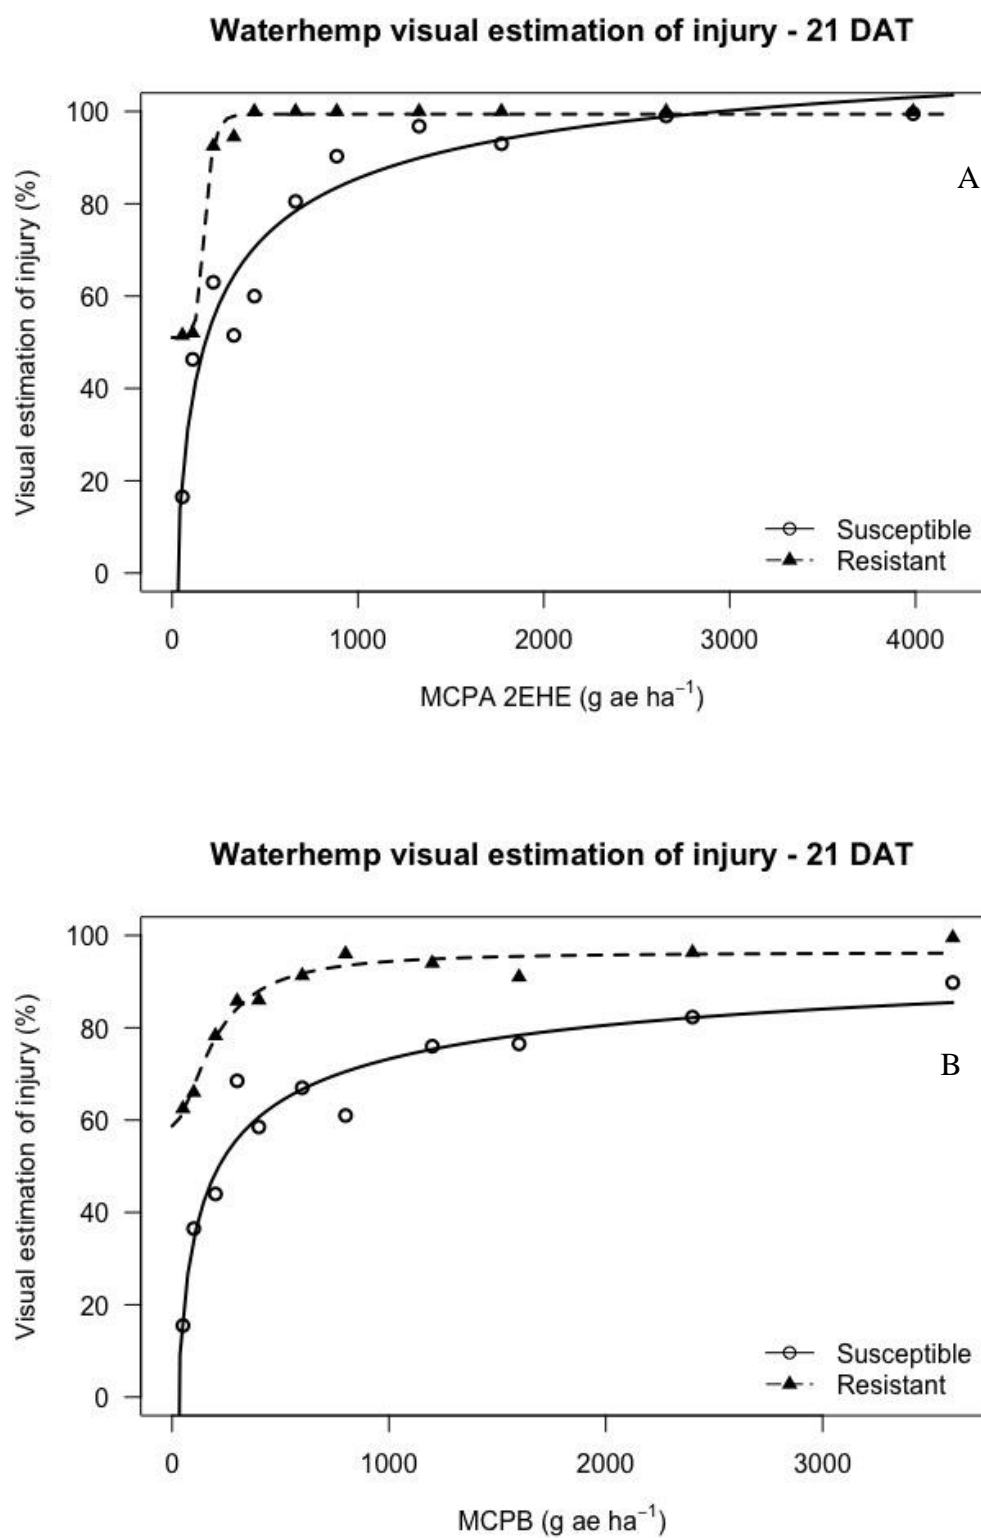 Waterhemp visual estimation of injury - 21 DAT
100
80
60
40
20
0
Visual estimation of injury (%)
A
Susceptible
Resistant
0 1000 2000 3000 4000
MCPA 2EHE (g ae ha⁻¹)
Waterhemp visual estimation of injury - 21 DAT
100
80
60
40
20
0
Visual estimation of injury (%)
B
Susceptible
Resistant
0 1000 2000 3000
MCPB (g ae ha⁻¹)